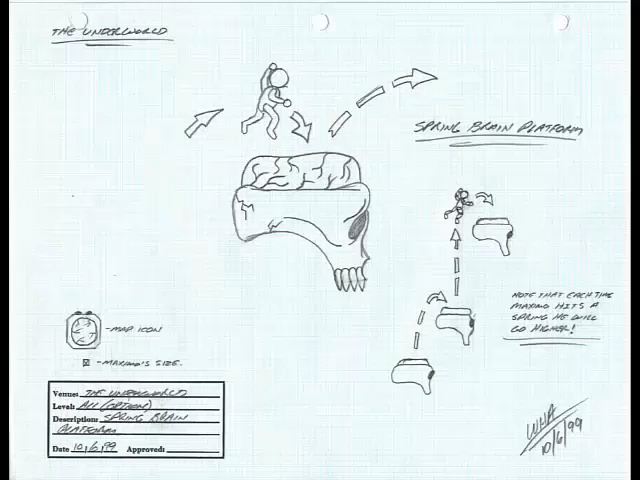 THE UNDERWORLD
SPRING BRAIN PLATFORM
NOTE THAT EACH TIME
MAXIMO HITS A
SPRING HE WILL
GO HIGHER!
-MAP ICON
-MAXIMO'S SIZE.
Venue: THE UNDERWORLD
Level: All (OPTION)
Description: SPRING BRAIN
PLATFORM
Date 10/6/99 Approved:
WHA
10/6/99